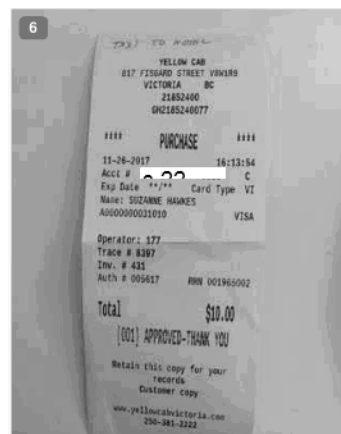 6
TAXI TO HOTEL
YELLOW CAB
817 FISGARD STREET V8W1R9
VICTORIA BC
21852400
GH2185240077
**** PURCHASE ****
11-26-2017 16:13:54
Acct # C
Exp Date **/** Card Type VI
Name: SUZANNE HAWKES
A0000000031010 VISA
Operator: 177
Trace # 8397
Inv. # 431
Auth # 005617 RRN 001965002
Total $10.00
[001] APPROVED-THANK YOU
Retain this copy for your
records
Customer copy
www.yellowcabvictoria.com
250-381-2222